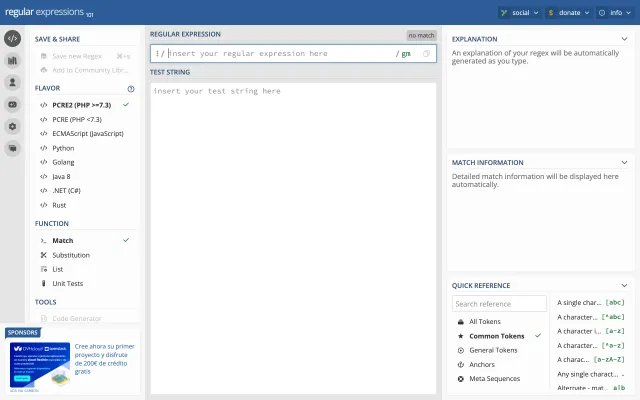 regular expressions 101
social
donate
info
SAVE & SHARE
Save new Regex ⌘+s
Add to Community Libr...
FLAVOR
PCRE2 (PHP >=7.3)
PCRE (PHP <7.3)
ECMAScript (JavaScript)
Python
Golang
Java 8
.NET (C#)
Rust
FUNCTION
Match
Substitution
List
Unit Tests
TOOLS
Code Generator
SPONSORS
OVHcloud openstack
Cree ahora su primer
proyecto y disfrute
de 200€ de crédito
gratis
REGULAR EXPRESSION
no match
/ insert your regular expression here / gm
TEST STRING
insert your test string here
EXPLANATION
An explanation of your regex will be automatically
generated as you type.
MATCH INFORMATION
Detailed match information will be displayed here
automatically.
QUICK REFERENCE
Search reference
All Tokens
Common Tokens
General Tokens
Anchors
Meta Sequences
A single char... [abc]
A character... [^abc]
A character i... [a-z]
A character... [^a-z]
A charac... [a-zA-Z]
Any single charact... .
Alternate - mat... a|b